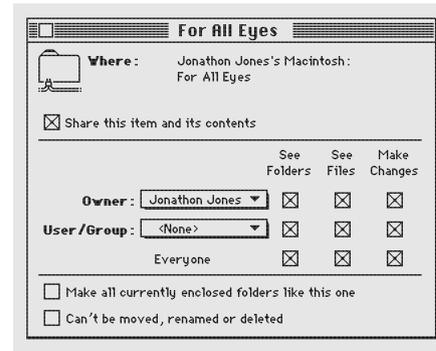 For All Eyes
Where: Jonathon Jones's Macintosh:
For All Eyes
Share this item and its contents
See Folders See Files Make Changes
Owner: Jonathon Jones
User/Group: <None>
Everyone
Make all currently enclosed folders like this one
Can't be moved, renamed or deleted